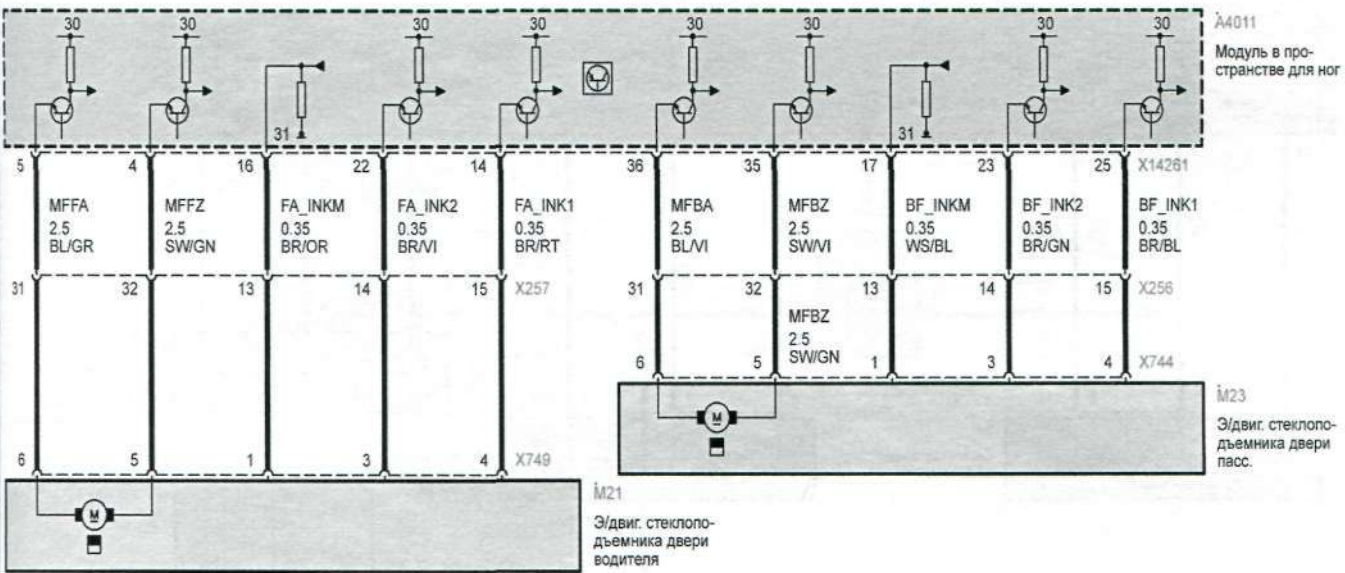 30 30 30 30 30 30 30 30
A4011
Модуль в про-
странстве для ног
31 31
5 4 16 22 14 36 35 17 23 25 X14261
MFFA MFFZ FA_INKM FA_INK2 FA_INK1 MFBA MFBZ BF_INKM BF_INK2 BF_INK1
2.5 2.5 0.35 0.35 0.35 2.5 2.5 0.35 0.35 0.35
BL/GR SW/GN BR/OR BR/VI BR/RT BL/VI SW/VI WS/BL BR/GN BR/BL
31 32 13 14 15 X257 31 32 13 14 15 X256
MFBZ
2.5
SW/GN
6 5 1 3 4 X744
M23
Э/двиг. стеклопо-
дъемника двери
пасс.
M
6 5 1 3 4 X749
M21
Э/двиг. стеклопо-
дъемника двери
водителя
M